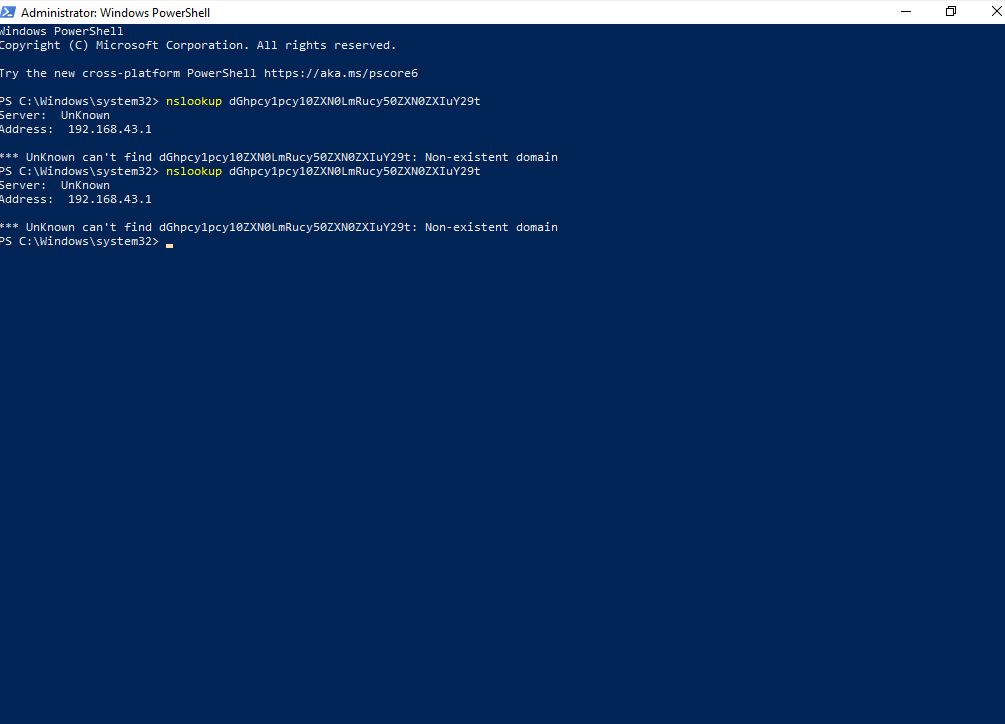 Administrator: Windows PowerShell
Windows PowerShell
Copyright (C) Microsoft Corporation. All rights reserved.
Try the new cross-platform PowerShell https://aka.ms/pscore6
PS C:\Windows\system32> nslookup dGhpcy1pcy10ZXN0LmRucy50ZXN0ZXIuY29t
Server:  UnKnown
Address:  192.168.43.1
*** UnKnown can't find dGhpcy1pcy10ZXN0LmRucy50ZXN0ZXIuY29t: Non-existent domain
PS C:\Windows\system32> nslookup dGhpcy1pcy10ZXN0LmRucy50ZXN0ZXIuY29t
Server:  UnKnown
Address:  192.168.43.1
*** UnKnown can't find dGhpcy1pcy10ZXN0LmRucy50ZXN0ZXIuY29t: Non-existent domain
PS C:\Windows\system32>